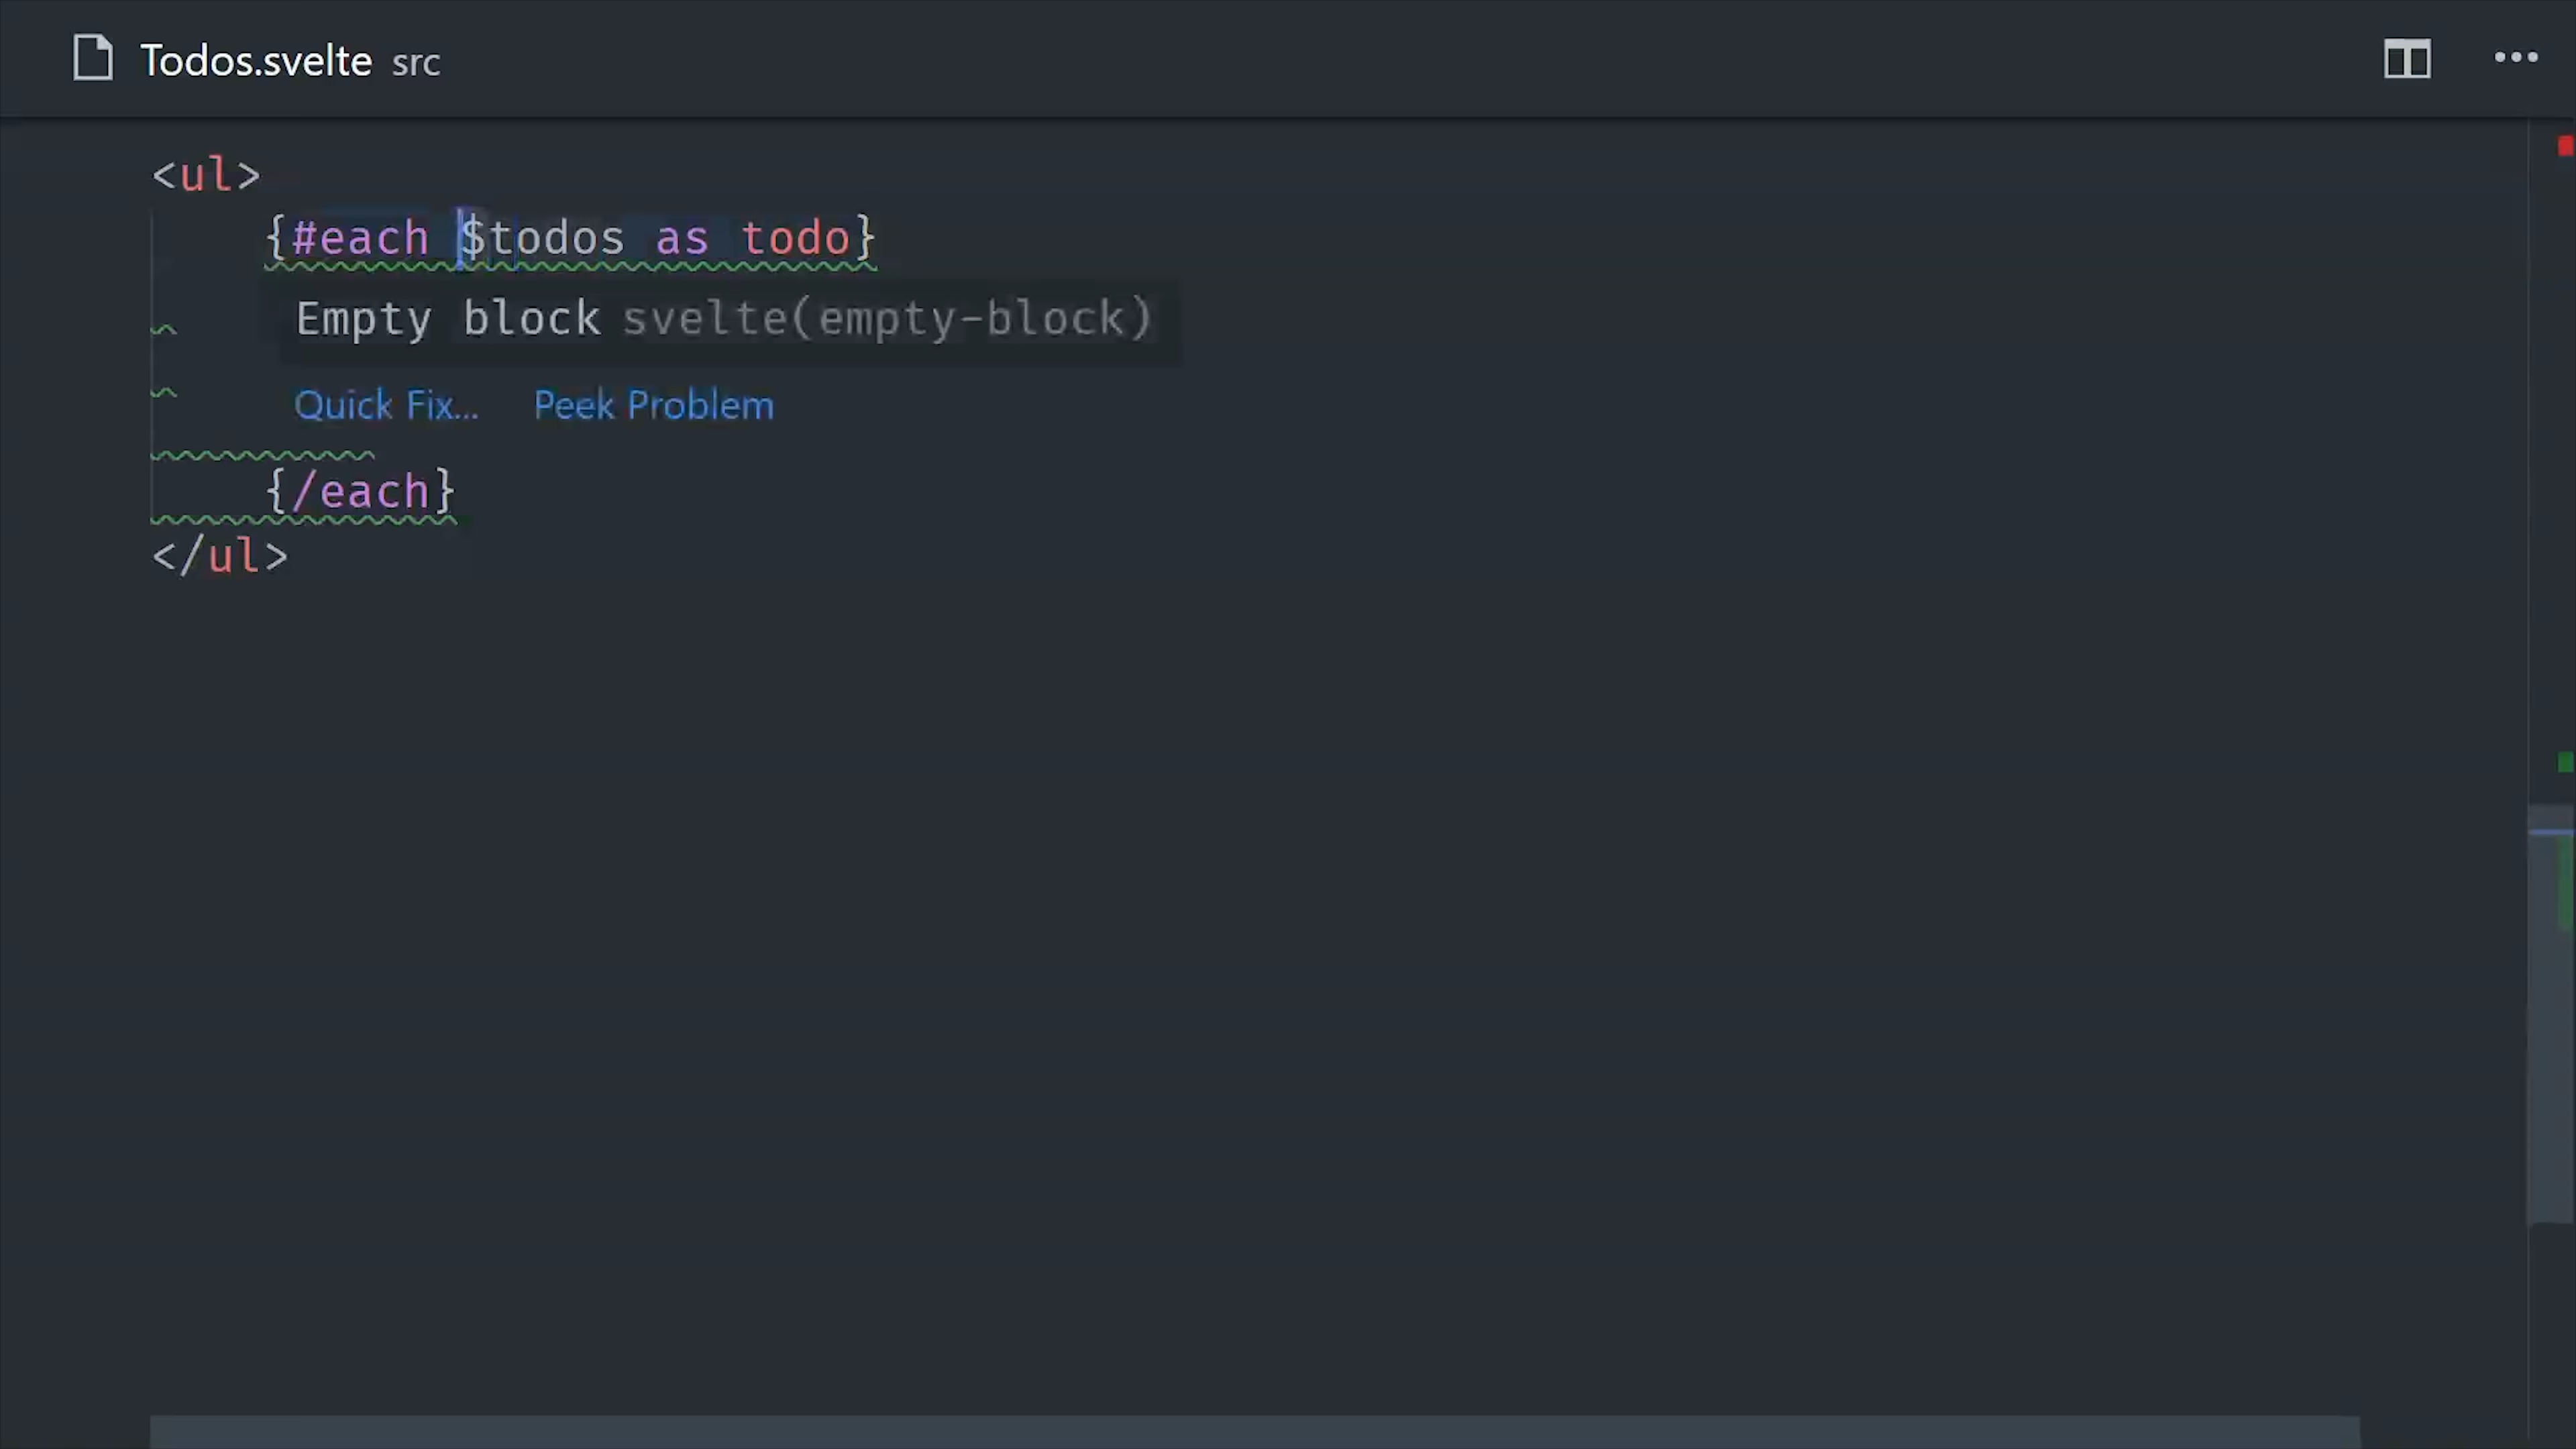 Todos.svelte src
<ul>
{#each $todos as todo}
Empty block svelte(empty-block)
Quick Fix... Peek Problem
{/each}
</ul>